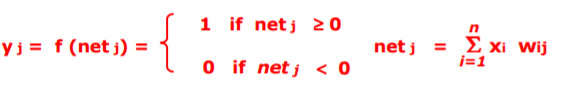 1 if net j ≥ 0
y j = f (net j) = {
net j = n Σ i=1 xi wij
0 if net j < 0